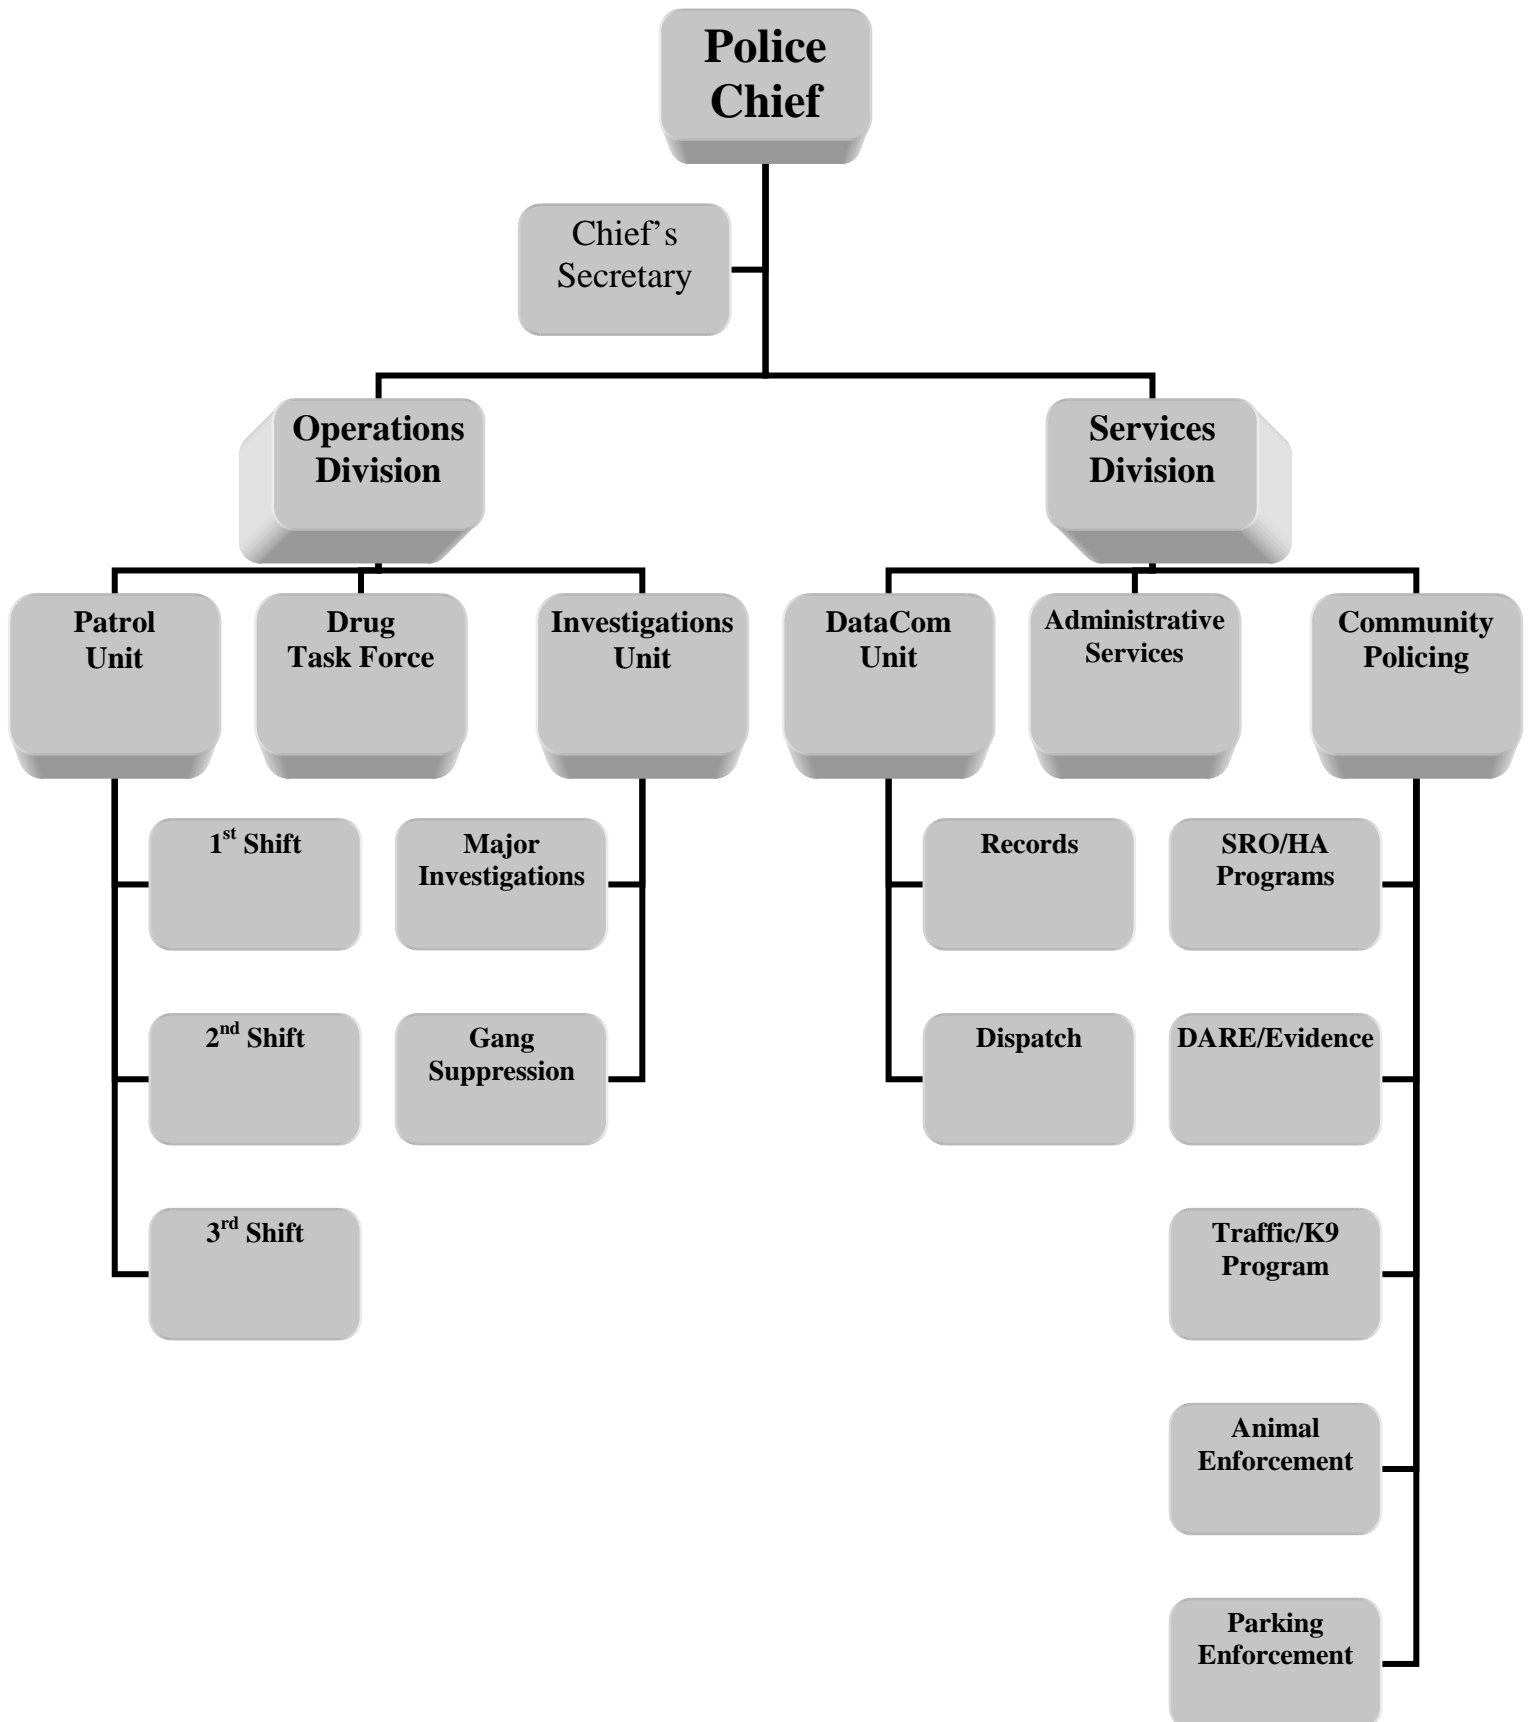 Police
Chief
Chief’s
Secretary
Operations
Division
Services
Division
Patrol
Unit
Drug
Task Force
Investigations
Unit
DataCom
Unit
Administrative
Services
Community
Policing
1st Shift
Major
Investigations
Records
SRO/HA
Programs
2nd Shift
Gang
Suppression
Dispatch
DARE/Evidence
3rd Shift
Traffic/K9
Program
Animal
Enforcement
Parking
Enforcement